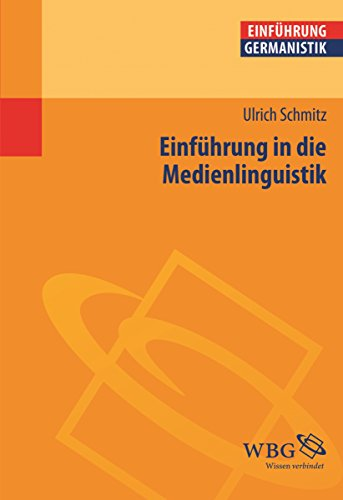 EINFÜHRUNG
GERMANISTIK
Ulrich Schmitz
Einführung in die
Medienlinguistik
WBG
Wissen verbindet